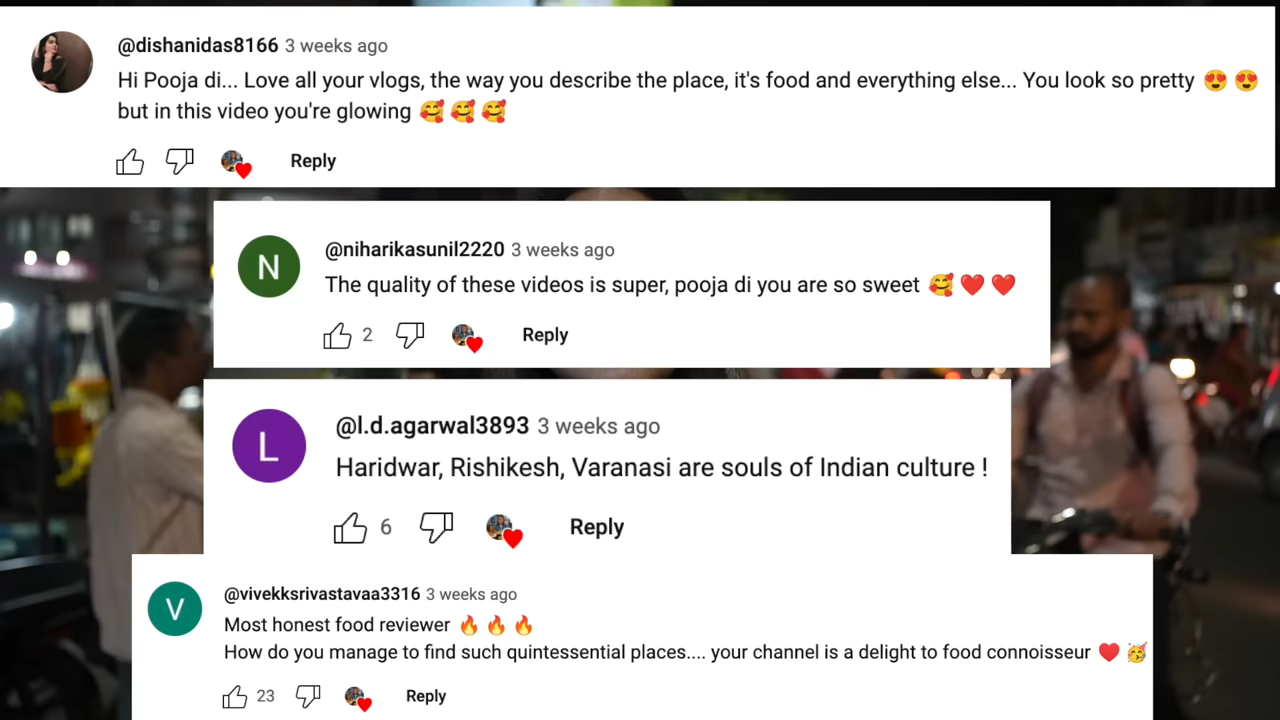 @dishanidas8166 3 weeks ago
Hi Pooja di... Love all your vlogs, the way you describe the place, it's food and everything else... You look so pretty 😍 😍
but in this video you're glowing 🥰 🥰 🥰
Reply
N
@niharikasunil2220 3 weeks ago
The quality of these videos is super, pooja di you are so sweet 🥰 ❤️ ❤️
2 Reply
L
@l.d.agarwal3893 3 weeks ago
Haridwar, Rishikesh, Varanasi are souls of Indian culture !
6 Reply
V
@vivekksrivastavaa3316 3 weeks ago
Most honest food reviewer 🔥 🔥 🔥
How do you manage to find such quintessential places.... your channel is a delight to food connoisseur ❤️ 🥳
23 Reply